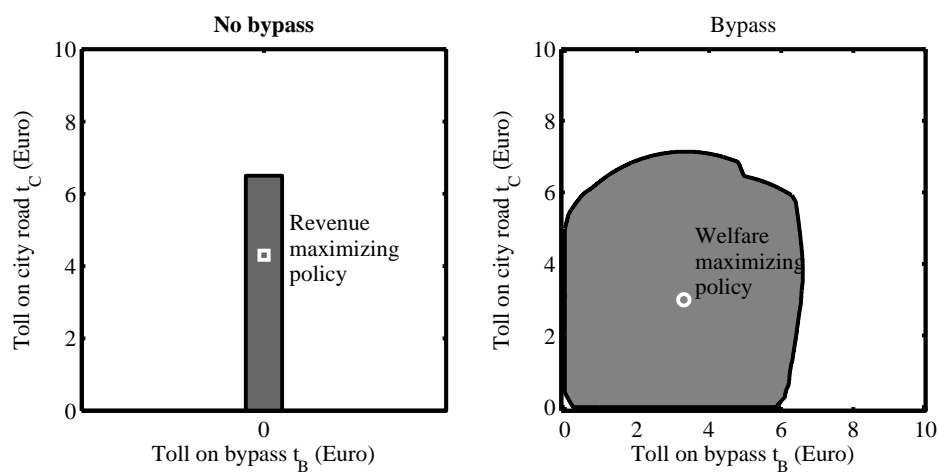 No bypass
10
8
6
4
2
0
Toll on city road t_C (Euro)
Revenue
maximizing
policy
0
Toll on bypass t_B (Euro)
Bypass
10
8
6
4
2
0
Toll on city road t_C (Euro)
Welfare
maximizing
policy
0 2 4 6 8 10
Toll on bypass t_B (Euro)